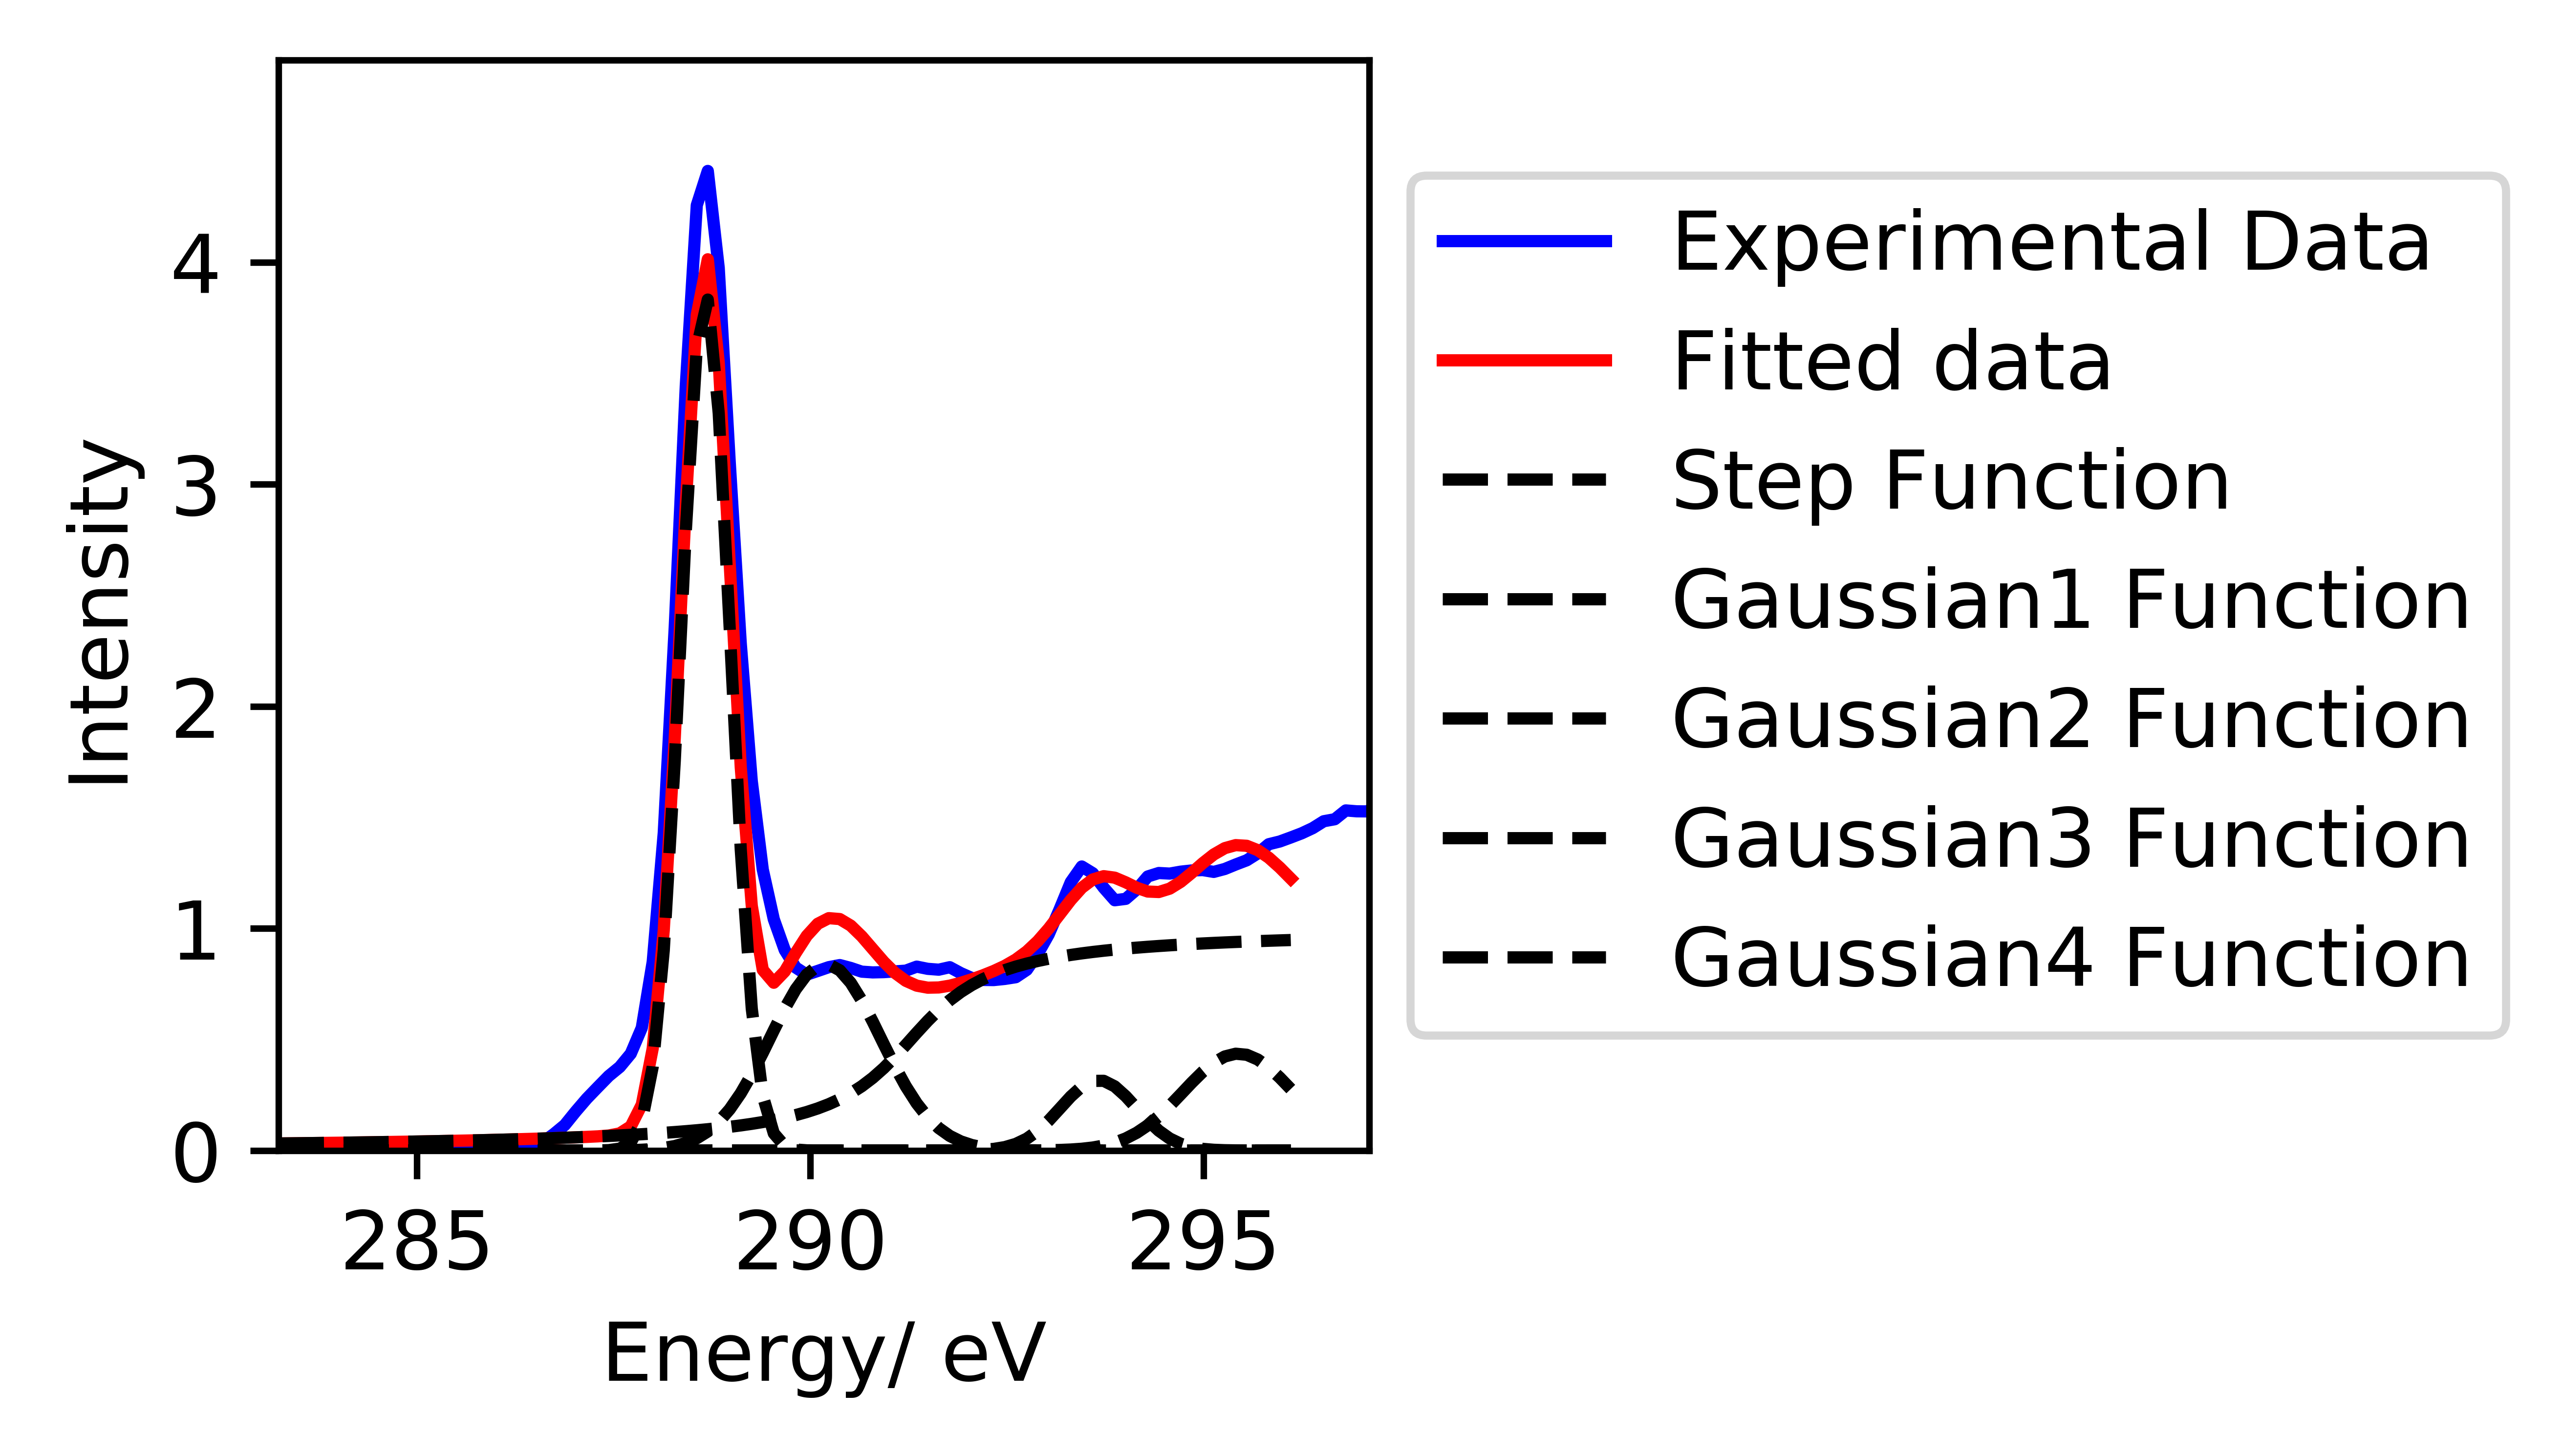 Intensity
4
3
2
1
0
285 290 295
Energy/ eV
Experimental Data
Fitted data
Step Function
Gaussian1 Function
Gaussian2 Function
Gaussian3 Function
Gaussian4 Function